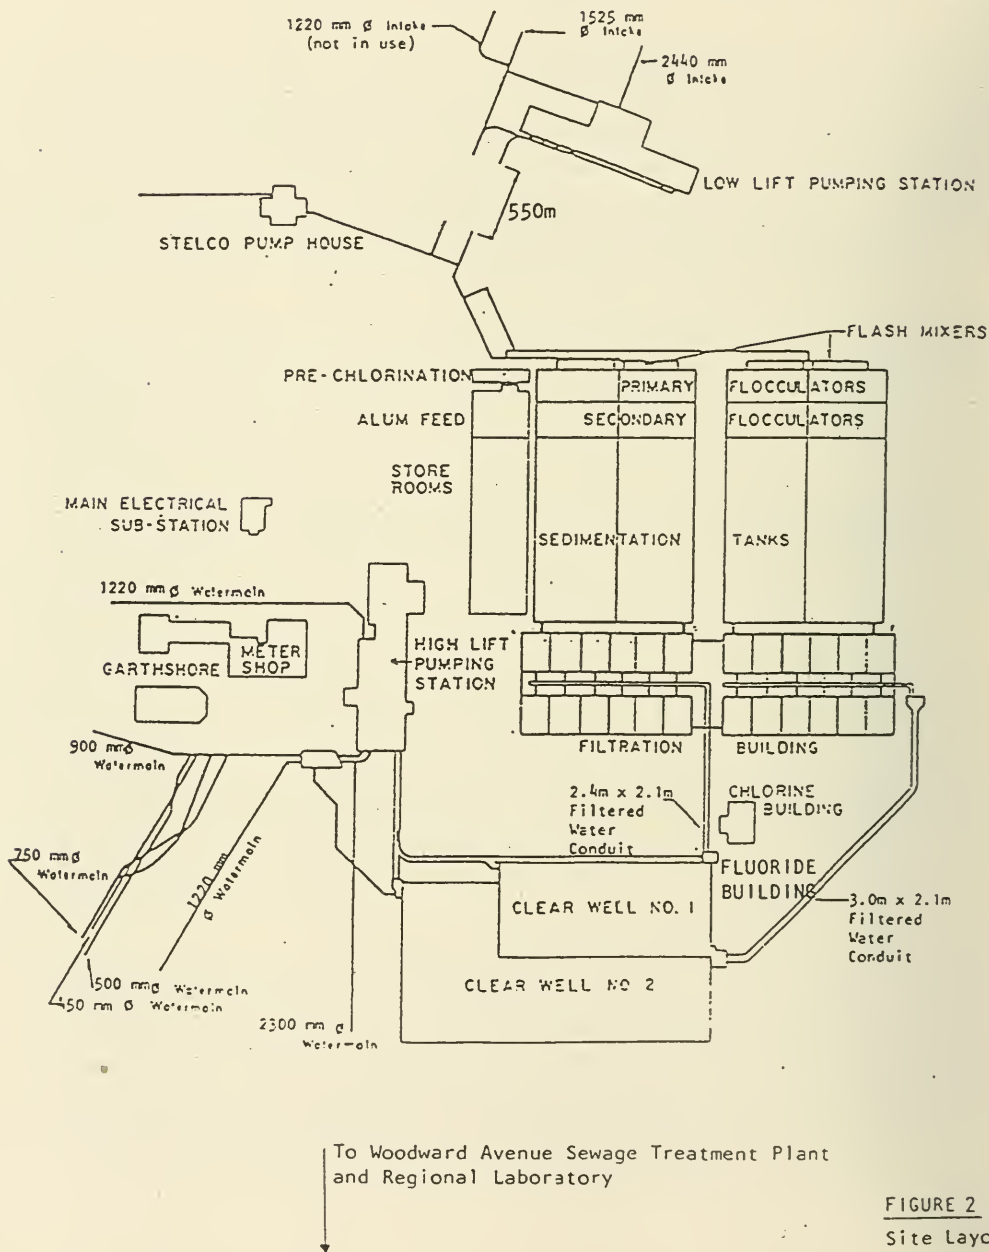 1220 mm Ø Intake
(not in use)
1525 mm
Ø Intake
2440 mm
Ø Intake
LOW LIFT PUMPING STATION
550m
STELCO PUMP HOUSE
FLASH MIXERS
PRE-CHLORINATION
PRIMARY
FLOCCULATORS
ALUM FEED
SECONDARY
FLOCCULATORS
STORE
ROOMS
MAIN ELECTRICAL
SUB-STATION
SEDIMENTATION
TANKS
1220 mm Ø Watermain
GARTHSHORE
METER
SHOP
HIGH LIFT
PUMPING
STATION
900 mm Ø
Watermain
FILTRATION
BUILDING
2.4m x 2.1m
Filtered
Water
Conduit
CHLORINE
BUILDING
750 mm Ø
Watermain
1220 mm
Ø Watermain
FLUORIDE
BUILDING
3.0m x 2.1m
Filtered
Water
Conduit
CLEAR WELL NO. 1
CLEAR WELL NO 2
500 mm Ø Watermain
450 mm Ø Watermain
2300 mm Ø
Watermain
To Woodward Avenue Sewage Treatment Plant
and Regional Laboratory
FIGURE 2
Site Layo